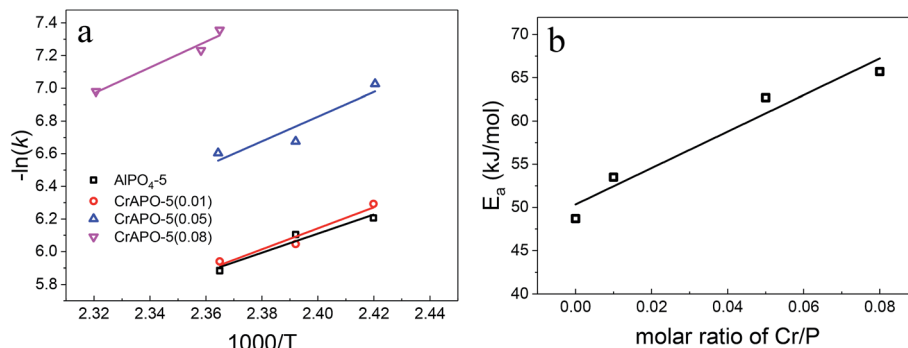 a
7.4
7.2
7.0
6.8
6.6
6.4
6.2
6.0
5.8
-ln(k)
AlPO4-5
CrAPO-5(0.01)
CrAPO-5(0.05)
CrAPO-5(0.08)
2.32 2.34 2.36 2.38 2.40 2.42 2.44
1000/T
b
75
70
65
60
55
50
45
40
Ea (kJ/mol)
0.00 0.02 0.04 0.06 0.08
molar ratio of Cr/P